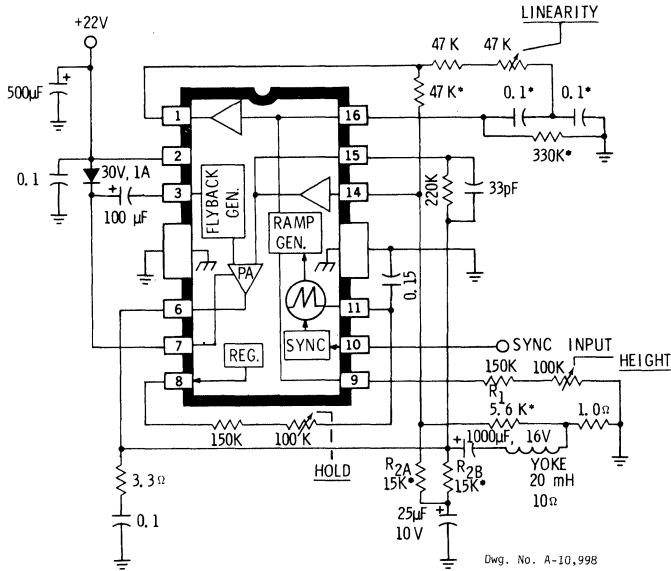 +22V
LINEARITY
47 K
47 K
500µF
+
47 K*
0.1*
0.1*
1
16
330K*
2
15
0.1
30V, 1A
220K
33pF
3
14
100 µF
+
FLYBACK GEN.
RAMP GEN.
PA
0.15
6
11
SYNC
10
SYNC INPUT
7
REG.
8
9
HEIGHT
150K
100K
R1
5.6 K*
1.0Ω
150K
100 K
HOLD
+
1000µF, 16V
YOKE
20 mH
10Ω
3.3Ω
R2A
15K*
R2B
15K*
0.1
25µF
+
10 V
Dwg. No. A-10,998